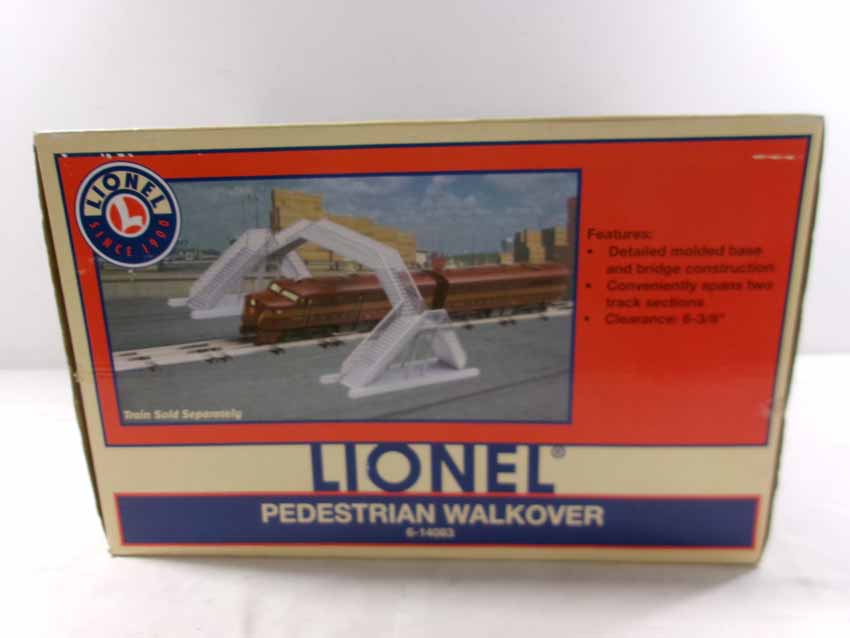 LIONEL
L
SINCE 1900
Features:
• Detailed molded base
and bridge construction
• Conveniently spans two
track sections
• Clearance: 6-3/8"
Train Sold Separately
LIONEL®
PEDESTRIAN WALKOVER
6-14083